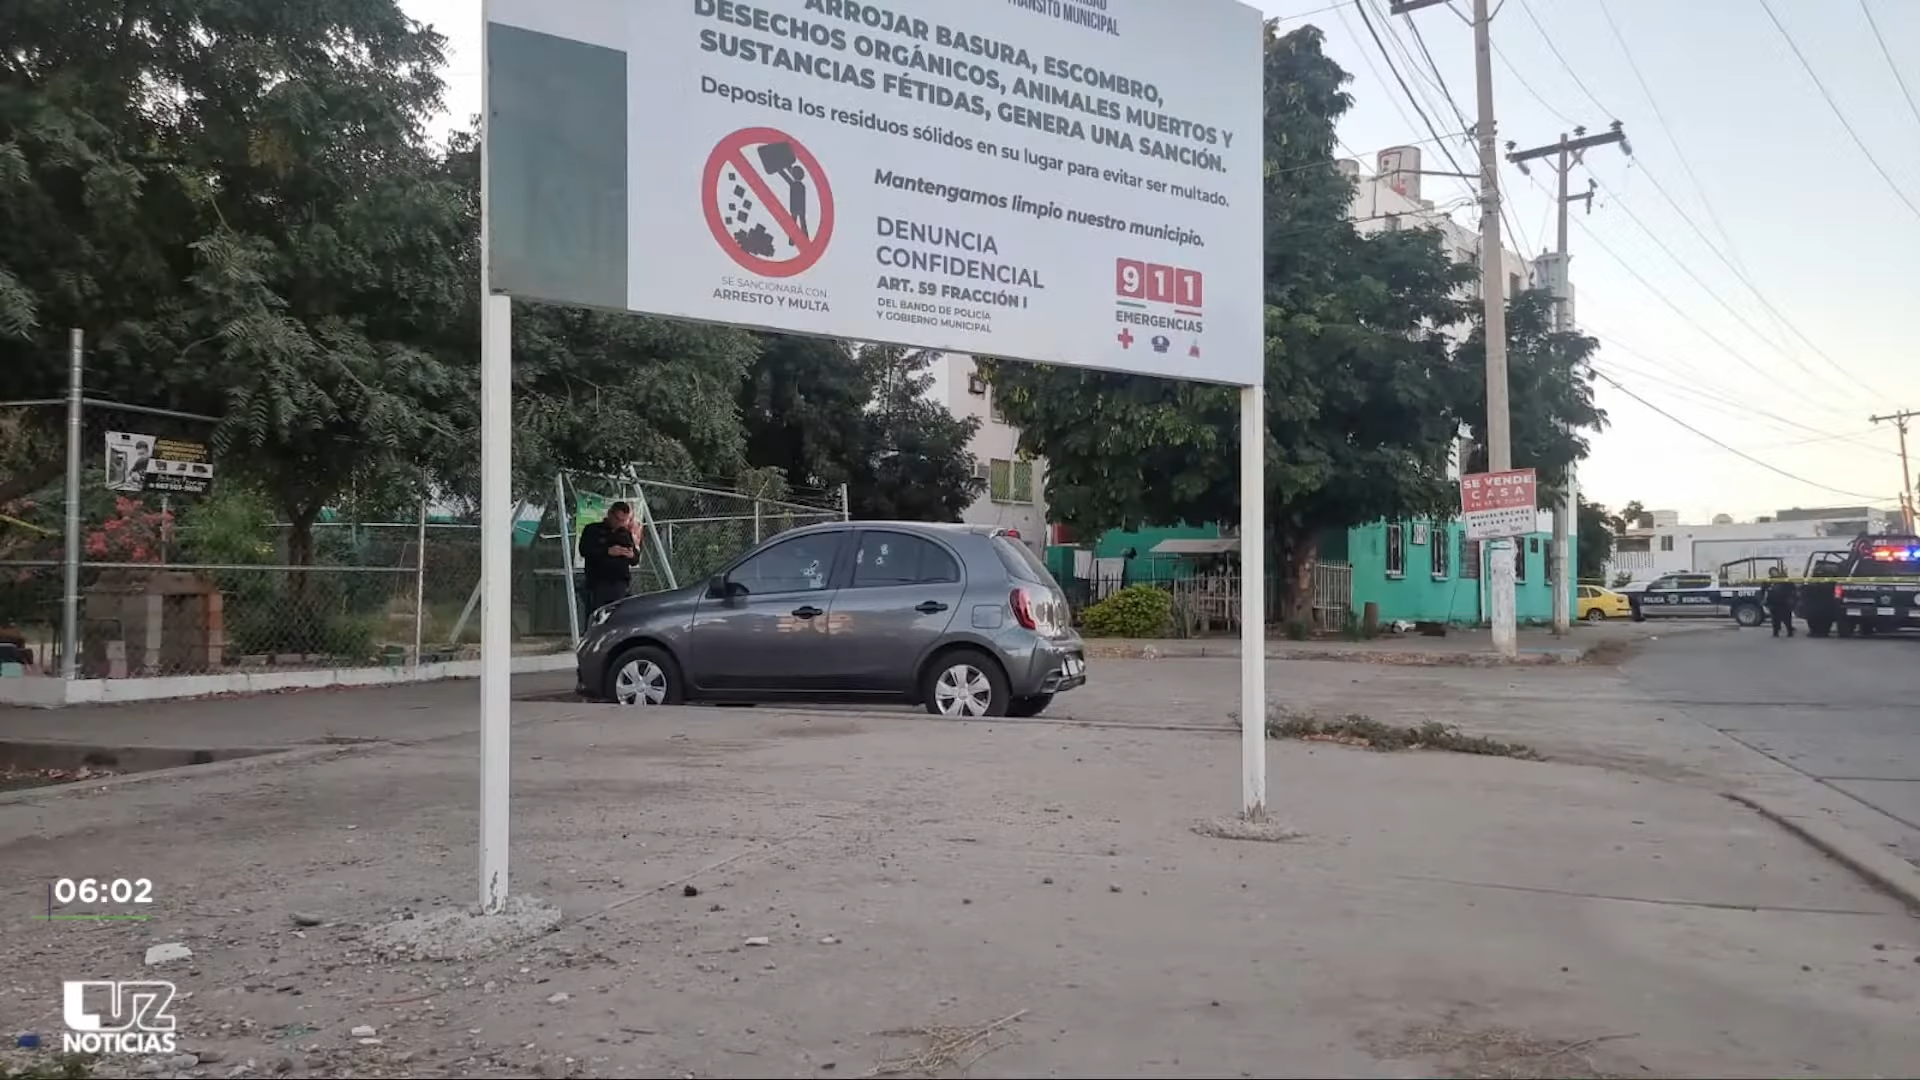 TRÁNSITO MUNICIPAL
ARROJAR BASURA, ESCOMBRO,
DESECHOS ORGÁNICOS, ANIMALES MUERTOS Y
SUSTANCIAS FÉTIDAS, GENERA UNA SANCIÓN.
Deposita los residuos sólidos en su lugar para evitar ser multado.
Mantengamos limpio nuestro municipio.
SE SANCIONARÁ CON
ARRESTO Y MULTA
DENUNCIA
CONFIDENCIAL
ART. 59 FRACCIÓN I
DEL BANDO DE POLICÍA
Y GOBIERNO MUNICIPAL
911
EMERGENCIAS
SE VENDE
CASA
POLICÍA MUNICIPAL
06:02
LUZ
NOTICIAS